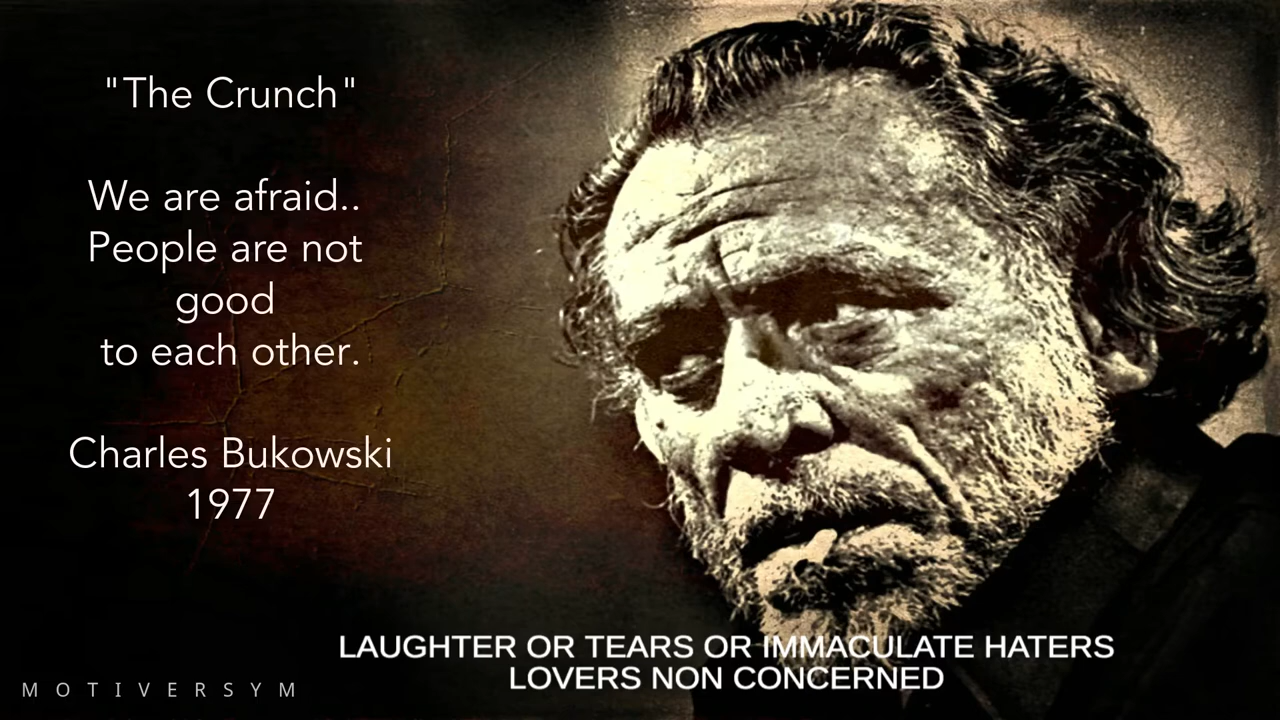 "The Crunch"
We are afraid..
People are not
good
to each other.
Charles Bukowski
1977
LAUGHTER OR TEARS OR IMMACULATE HATERS
LOVERS NON CONCERNED
MOTIVERSYM